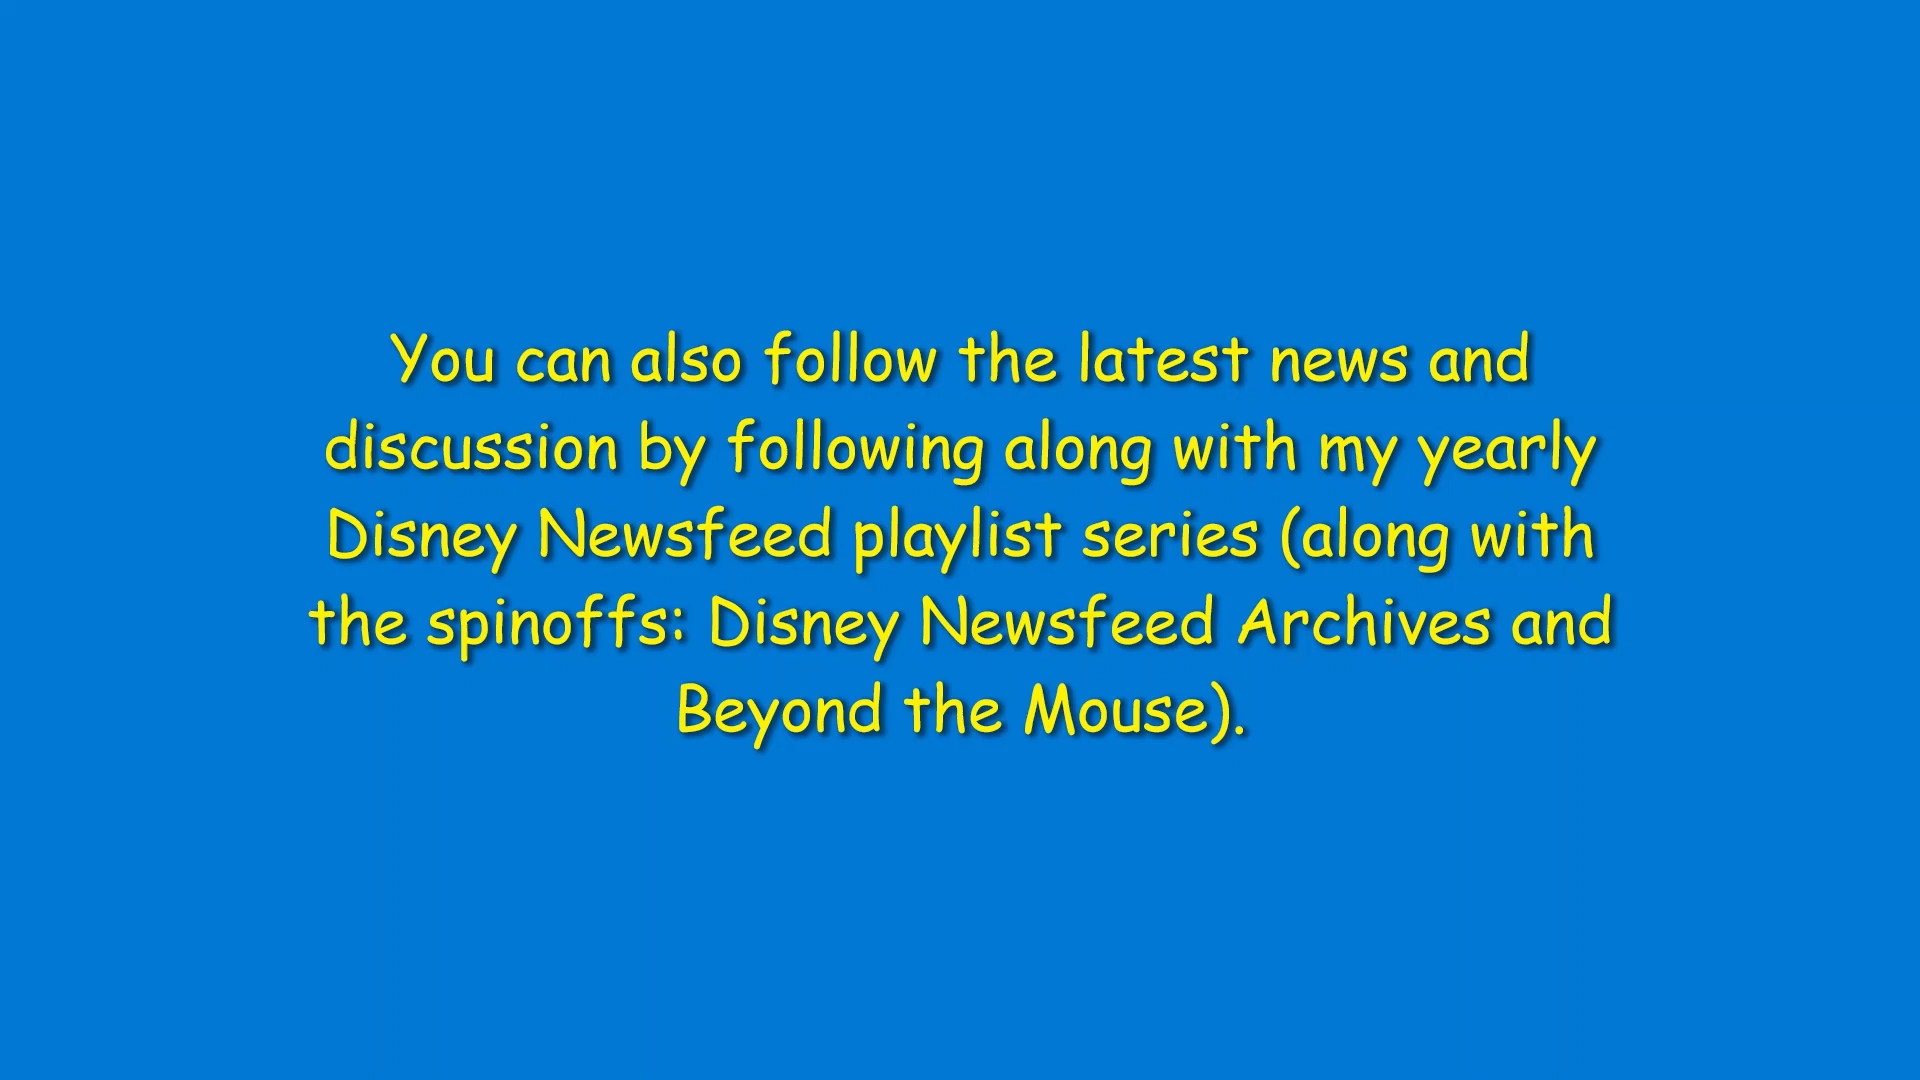 You can also follow the latest news and
discussion by following along with my yearly
Disney Newsfeed playlist series (along with
the spinoffs: Disney Newsfeed Archives and
Beyond the Mouse).